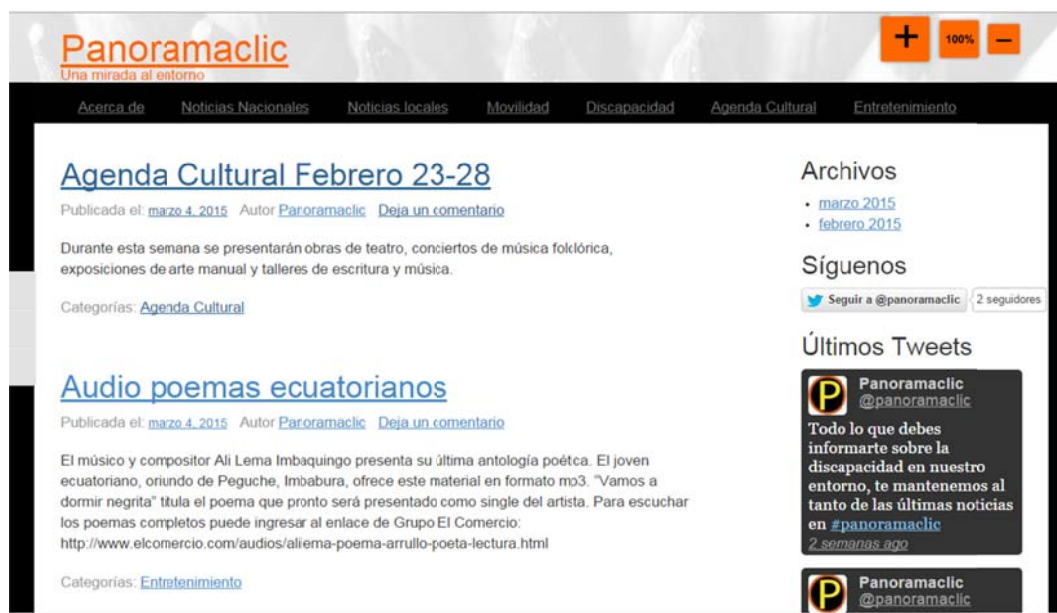 Panoramaclic
Una mirada al entorno
+ 100% −
Acerca de Noticias Nacionales Noticias locales Movilidad Discapacidad Agenda Cultural Entretenimiento
Agenda Cultural Febrero 23-28
Publicada el: marzo 4, 2015 Autor Panoramaclic Deja un comentario
Durante esta semana se presentarán obras de teatro, conciertos de música folclórica,
exposiciones de arte manual y talleres de escritura y música.
Categorías: Agenda Cultural
Audio poemas ecuatorianos
Publicada el: marzo 4, 2015 Autor Panoramaclic Deja un comentario
El músico y compositor Ali Lema Imbaquingo presenta su última antología poética. El joven
ecuatoriano, oriundo de Peguche, Imbabura, ofrece este material en formato mp3. "Vamos a
dormir negrita" titula el poema que pronto será presentado como single del artista. Para escuchar
los poemas completos puede ingresar al enlace de Grupo El Comercio:
http://www.elcomercio.com/audios/alilema-poema-arrullo-poeta-lectura.html
Categorías: Entretenimiento
Archivos
• marzo 2015
• febrero 2015
Síguenos
Seguir a @panoramaclic 2 seguidores
Últimos Tweets
P
Panoramaclic
@panoramaclic
Todo lo que debes
informarte sobre la
discapacidad en nuestro
entorno, te mantenemos al
tanto de las últimas noticias
en #panoramaclic
2 semanas ago
P
Panoramaclic
@panoramaclic